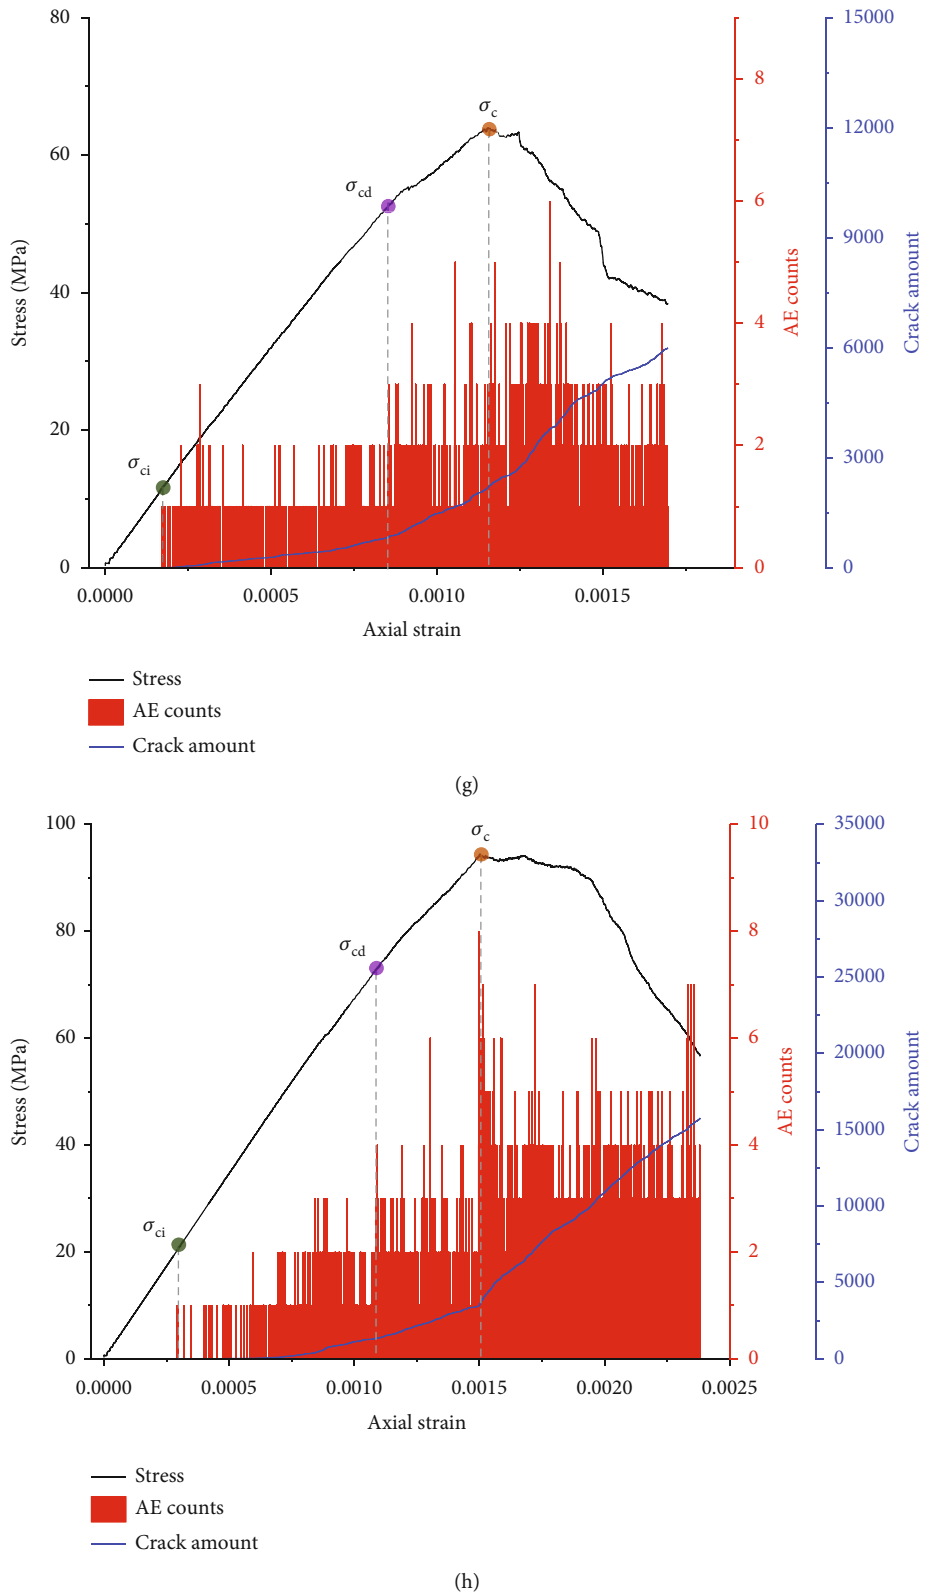 80
60
40
20
0
Stress (MPa)
σci
σcd
σc
8
6
4
2
0
AE counts
15000
12000
9000
6000
3000
0
Crack amount
0.0000 0.0005 0.0010 0.0015
Axial strain
Stress
AE counts
Crack amount
(g)
100
80
60
40
20
0
Stress (MPa)
σci
σcd
σc
10
8
6
4
2
0
AE counts
35000
30000
25000
20000
15000
10000
5000
0
Crack amount
0.0000 0.0005 0.0010 0.0015 0.0020 0.0025
Axial strain
Stress
AE counts
Crack amount
(h)